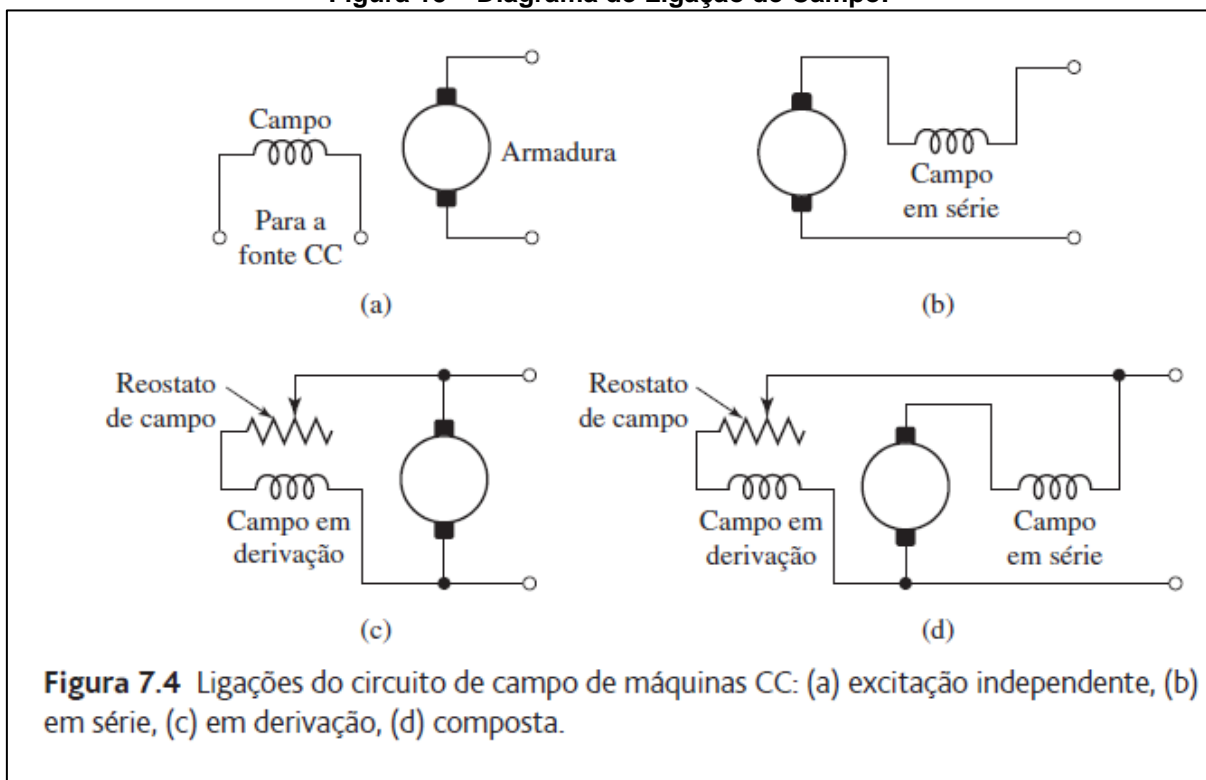 Figura 10 – Diagrama de Ligação de Campo.
Campo
Armadura
Para a
fonte CC
(a)
Campo
em série
(b)
Reostato
de campo
Campo em
derivação
(c)
Reostato
de campo
Campo em
derivação
Campo
em série
(d)
Figura 7.4 Ligações do circuito de campo de máquinas CC: (a) excitação independente, (b)
em série, (c) em derivação, (d) composta.